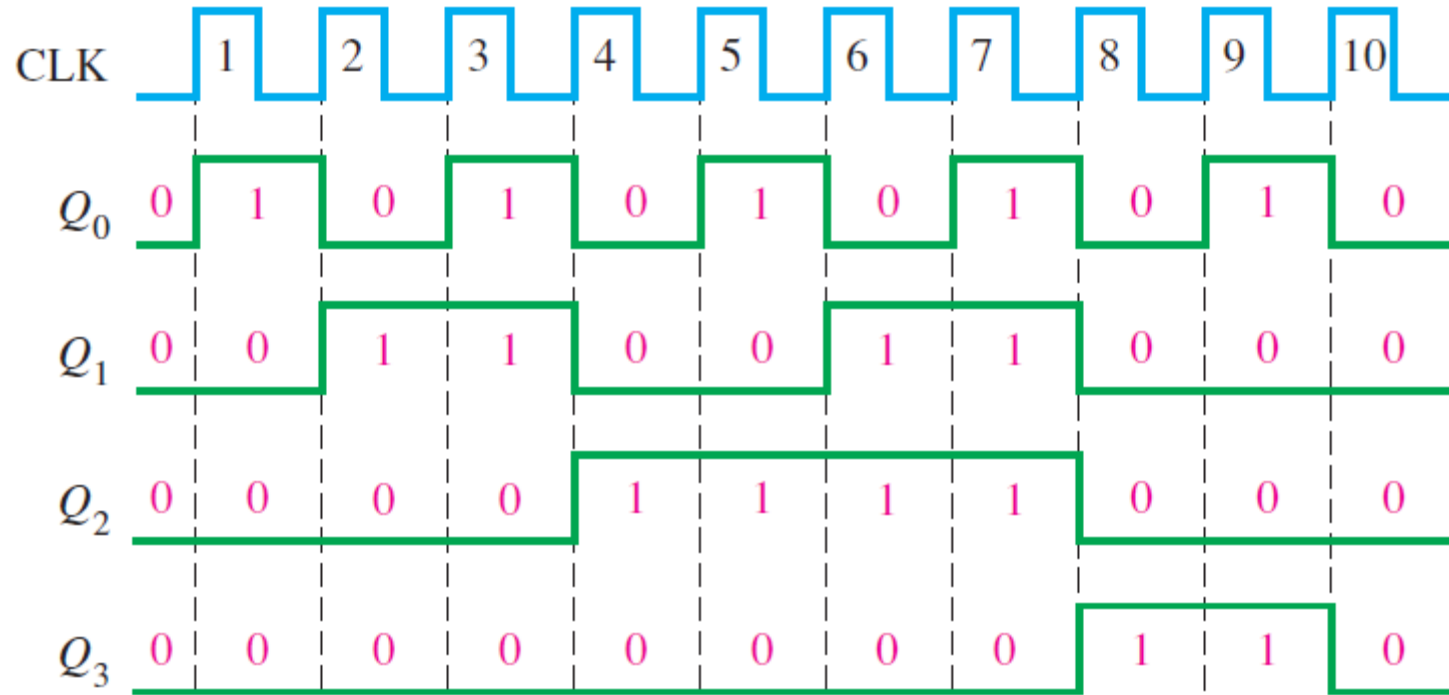 CLK 1 2 3 4 5 6 7 8 9 10
Q0 0 1 0 1 0 1 0 1 0 1 0
Q1 0 0 1 1 0 0 1 1 0 0 0
Q2 0 0 0 0 1 1 1 1 0 0 0
Q3 0 0 0 0 0 0 0 0 1 1 0